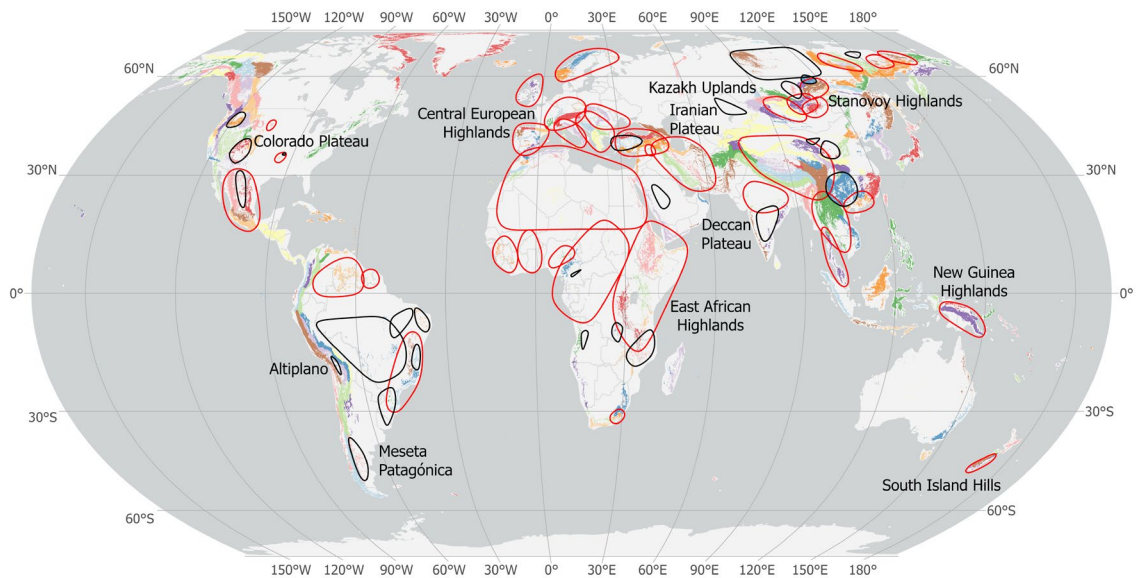 150°W 120°W 90°W 60°W 30°W 0° 30°E 60°E 90°E 120°E 150°E 180°
60°N 60°N
Kazakh Uplands
Central European
Highlands
Iranian
Plateau
Stanovoy Highlands
Colorado Plateau
30°N 30°N
Deccan
Plateau
New Guinea
Highlands
0° 0°
East African
Highlands
Altiplano
30°S 30°S
Meseta
Patagónica
South Island Hills
60°S 60°S
150°W 120°W 90°W 60°W 30°W 0° 30°E 60°E 90°E 120°E 150°E 180°